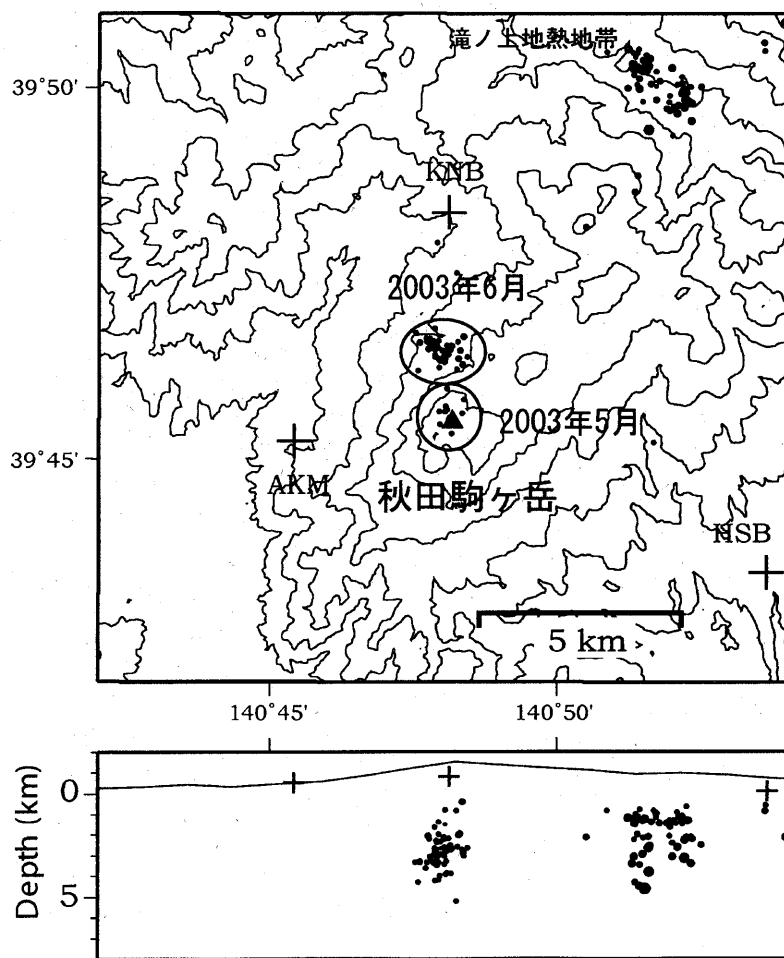 滝ノ上地熱地帯
39°50'
KNB
2003年6月
2003年5月
39°45'
AKM
秋田駒ヶ岳
NSB
5 km
140°45'
140°50'
Depth (km)
0
5